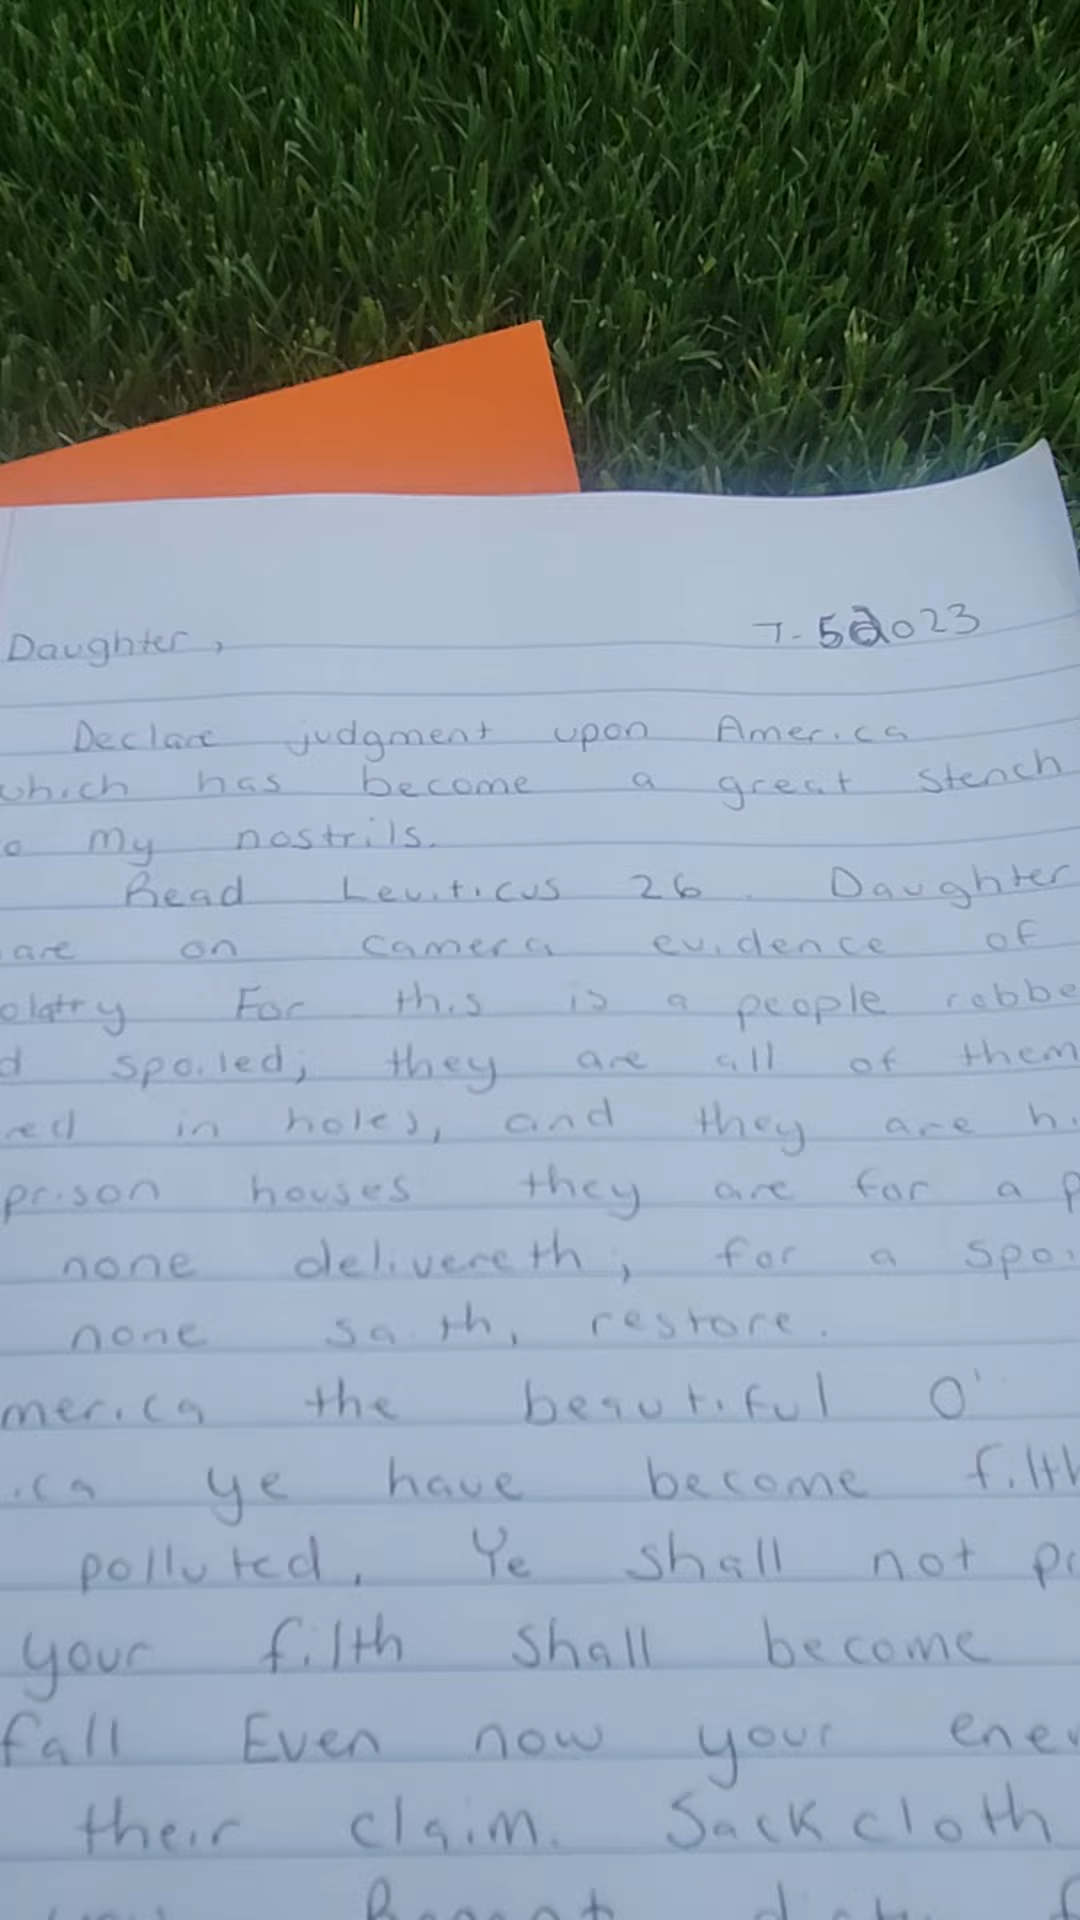 Daughter, 7-52023
Declare judgment upon America
which has become a great stench
my nostrils.
Read Leviticus 26. Daughter
are on camera evidence of
For this is a people
spoiled; they are all of them
in holes, and they are
prison houses they are for a
none delivereth, for a
none saith, restore.
the beautiful O'
ye have become
polluted. Ye shall not
your filth shall become
fall Even now your
their claim. Sackcloth